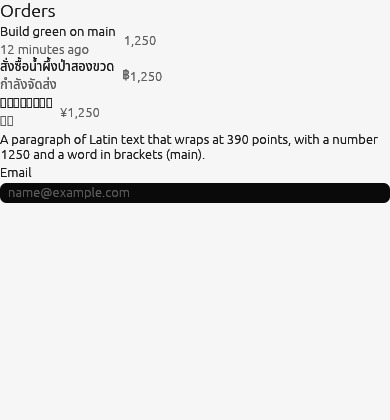 Orders
Build green on main
1,250
12 minutes ago
สั่งซื้อน้ำผึ้งป่าสองขวด
฿1,250
กำลังจัดส่ง
¥1,250
A paragraph of Latin text that wraps at 390 points, with a number
1250 and a word in brackets (main).
Email
name@example.com